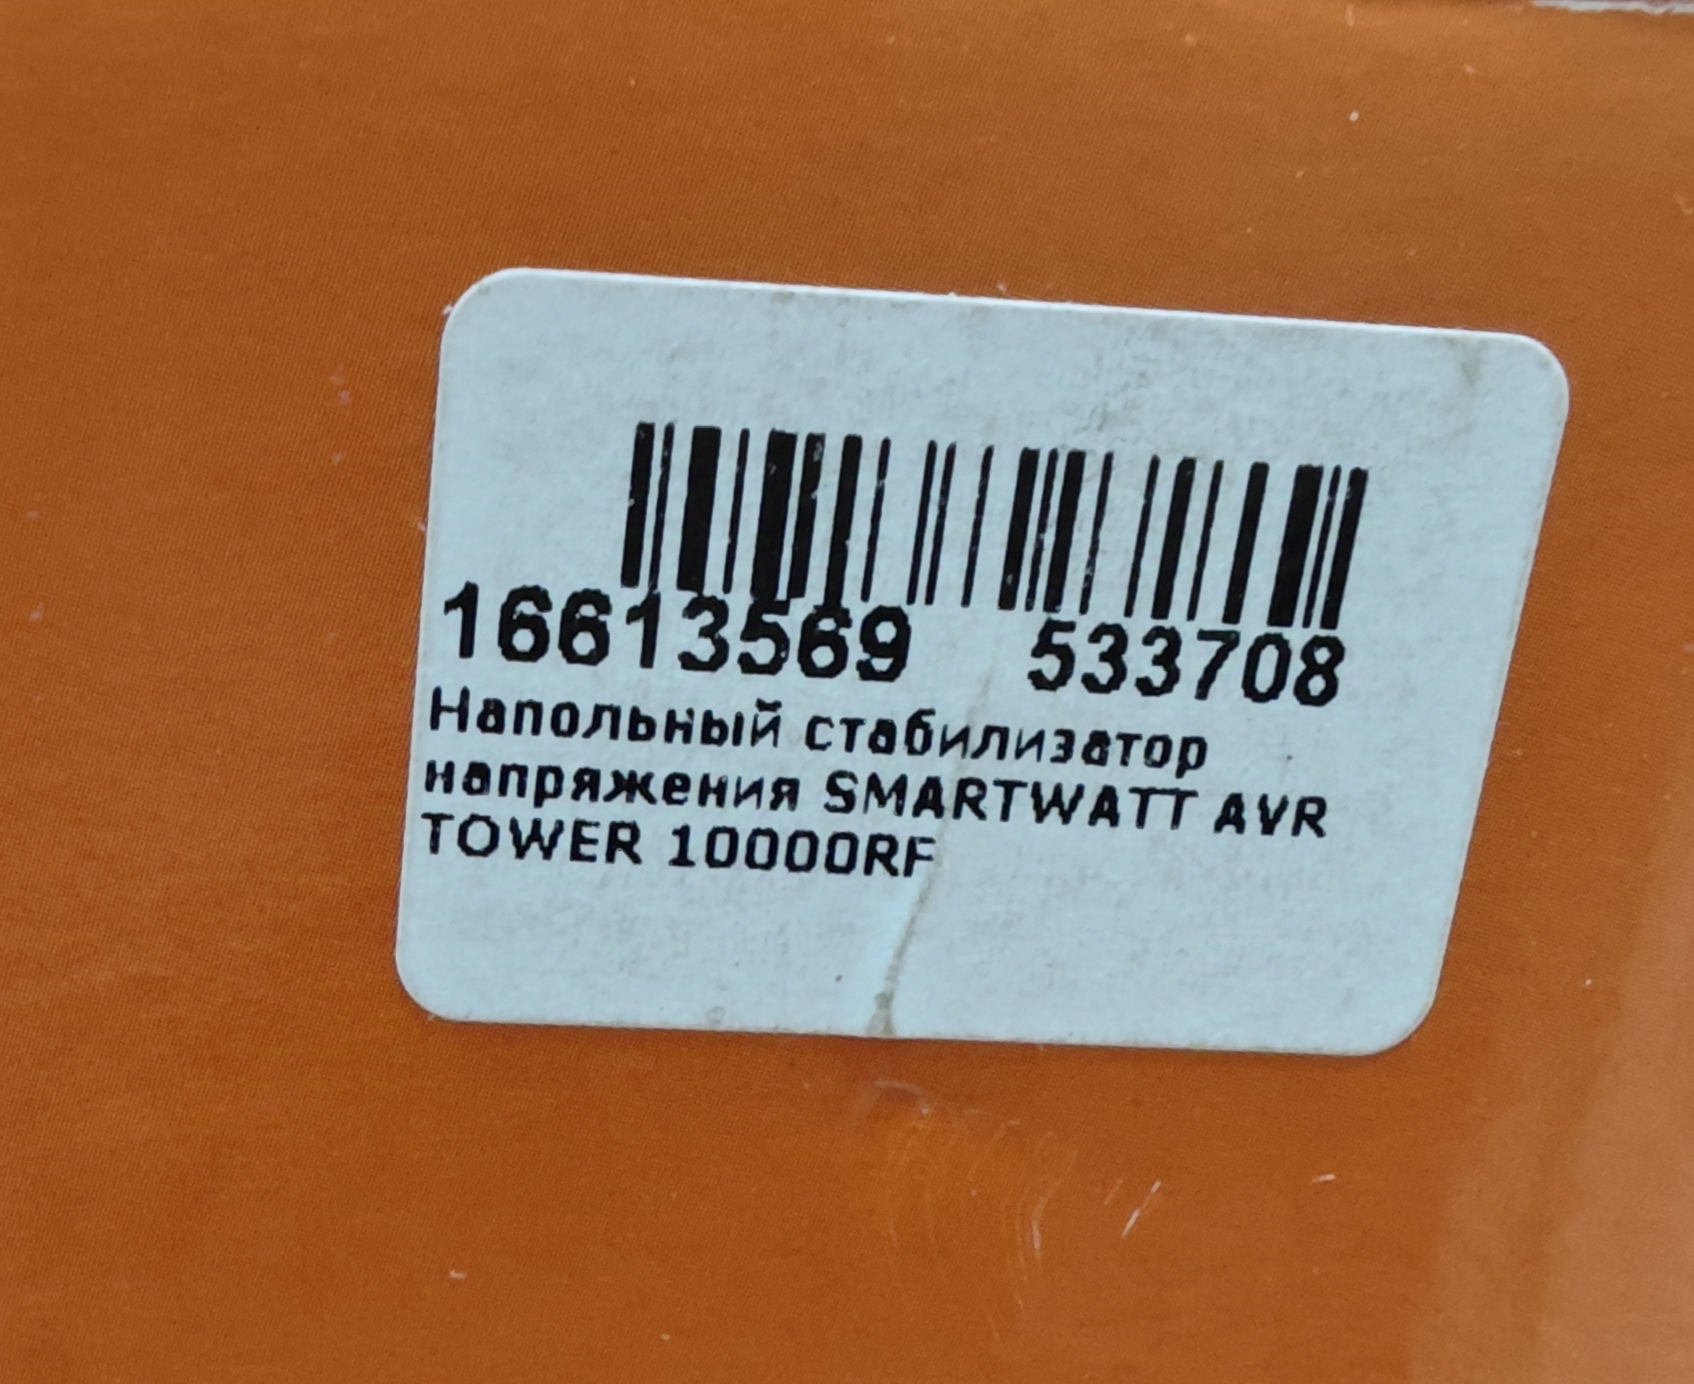 16613569 533708
Напольный стабилизатор
напряжения SMARTWATT AVR
TOWER 10000RF